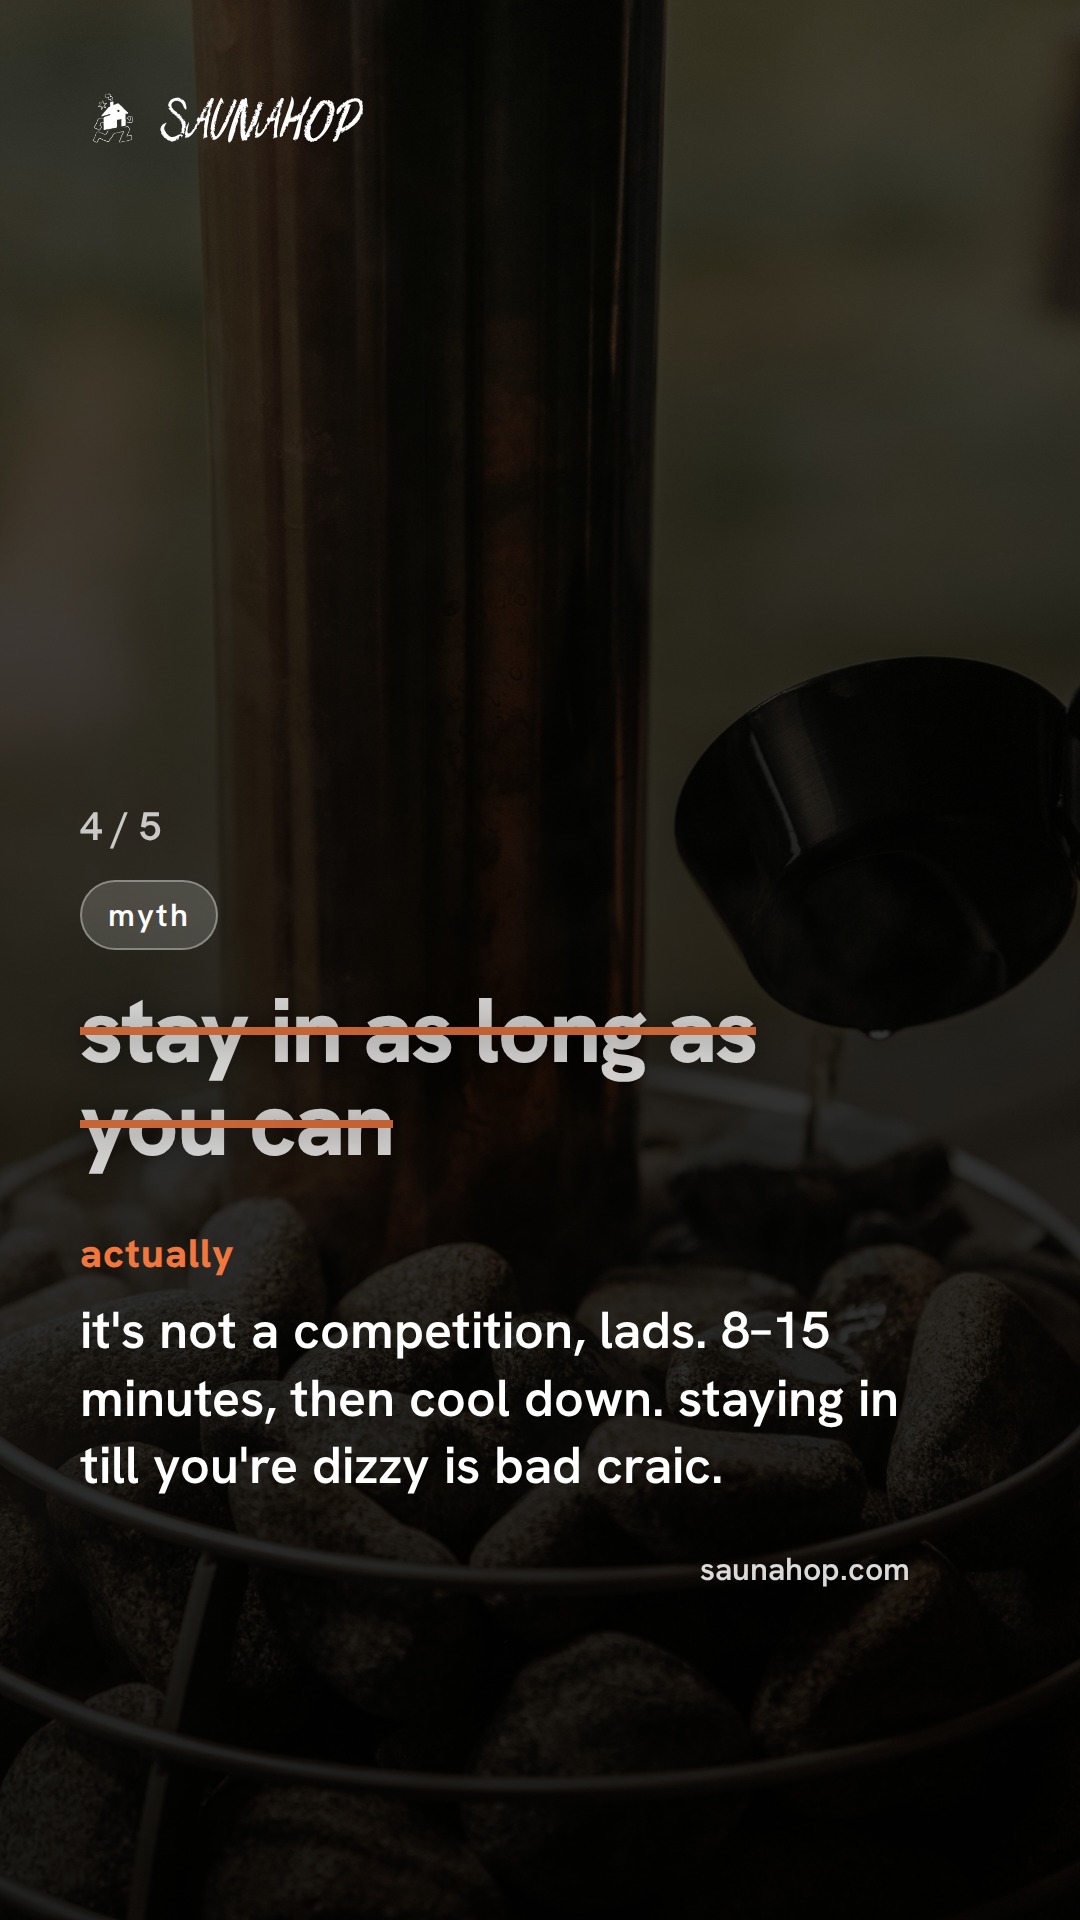 SAUNAHOP
4 / 5
myth
stay in as long as
you can
actually
it's not a competition, lads. 8–15
minutes, then cool down. staying in
till you're dizzy is bad craic.
saunahop.com